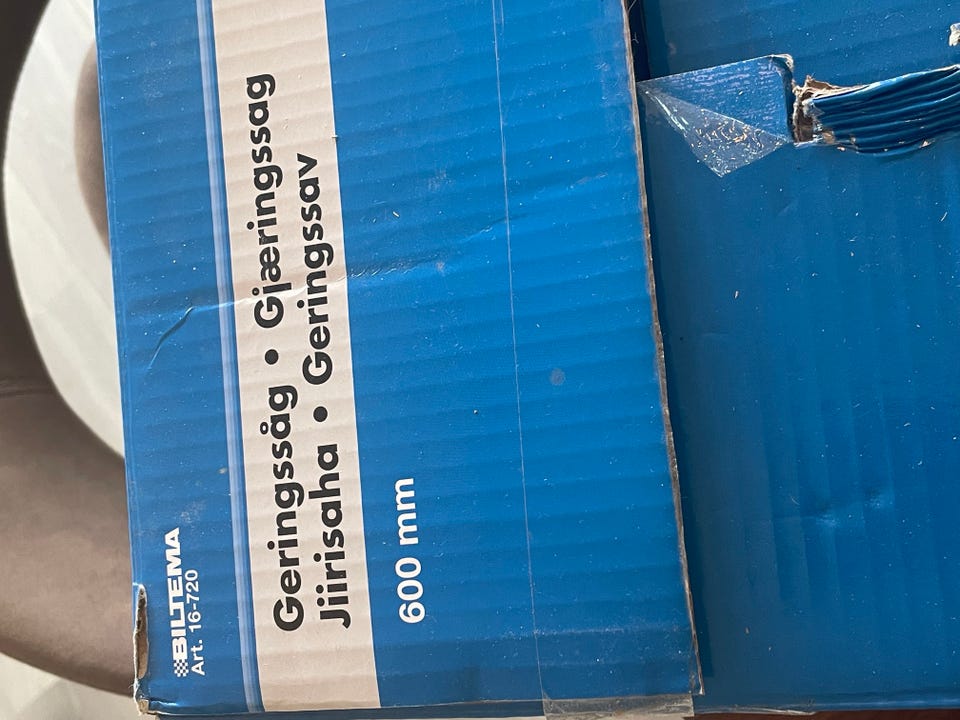 BILTEMA
Art. 16-720
Geringssåg • Gjæringssag
Jiirisaha • Geringssav
600 mm